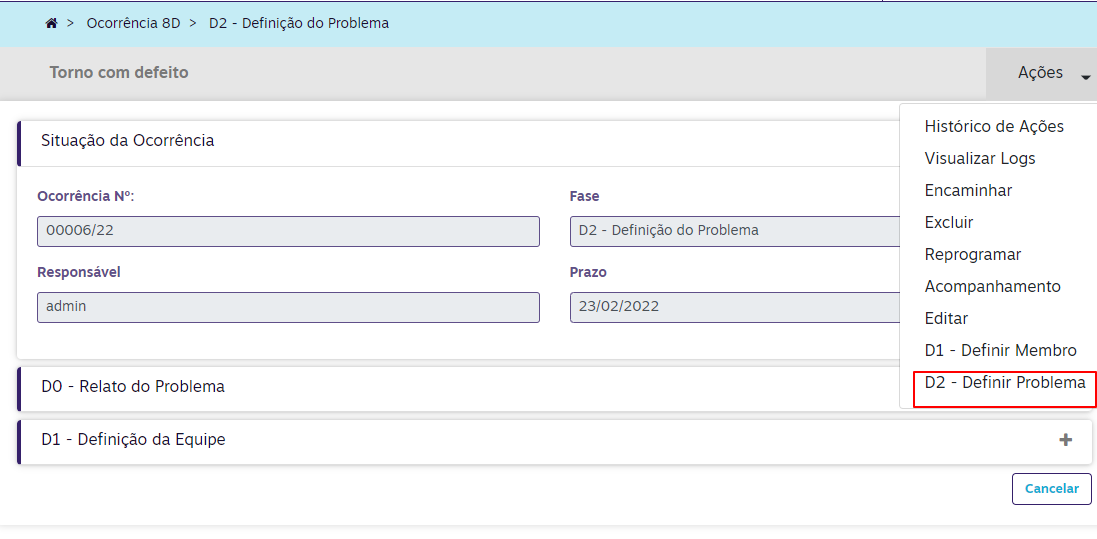 > Ocorrência 8D > D2 - Definição do Problema
Torno com defeito
Ações
Situação da Ocorrência
Ocorrência Nº:
00006/22
Fase
D2 - Definição do Problema
Responsável
admin
Prazo
23/02/2022
D0 - Relato do Problema
D1 - Definição da Equipe
+
Histórico de Ações
Visualizar Logs
Encaminhar
Excluir
Reprogramar
Acompanhamento
Editar
D1 - Definir Membro
D2 - Definir Problema
Cancelar